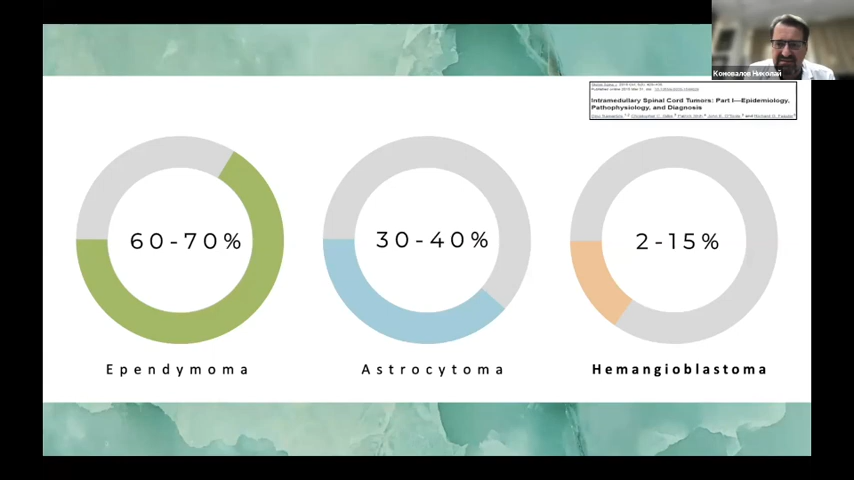 Коновалов Николай
Intramedullary Spinal Cord Tumors: Part I—Epidemiology,
Pathophysiology, and Diagnosis
60-70%
30-40%
2-15%
Ependymoma
Astrocytoma
Hemangioblastoma